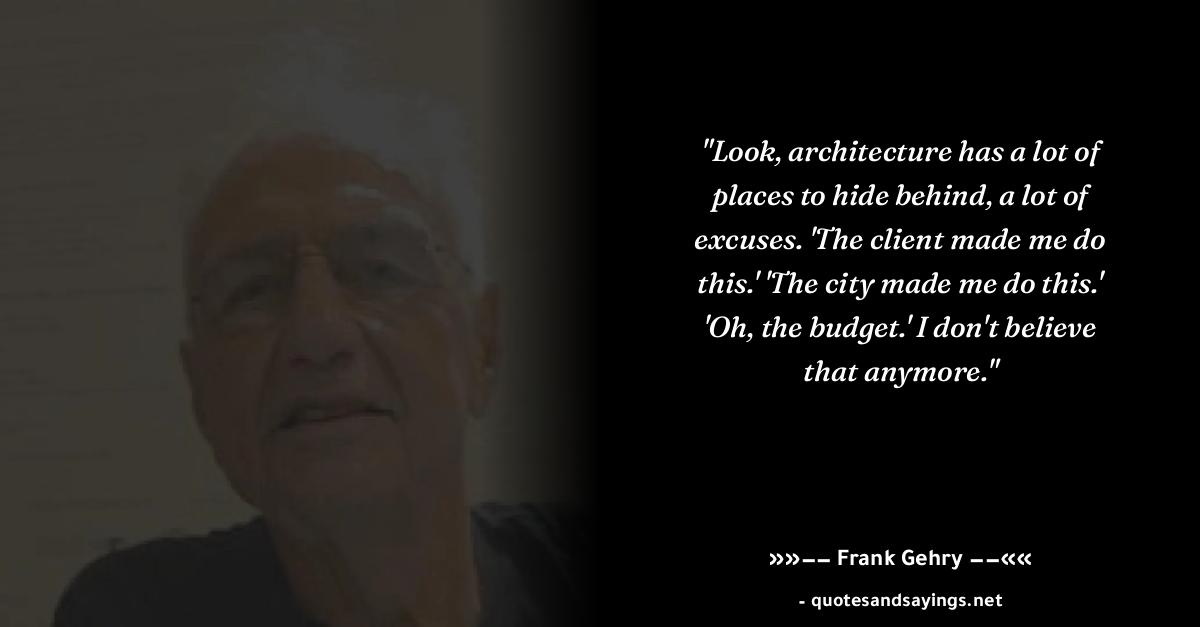 "Look, architecture has a lot of
places to hide behind, a lot of
excuses. 'The client made me do
this.' 'The city made me do this.'
'Oh, the budget.' I don't believe
that anymore."
»»−− Frank Gehry −−««
- quotesandsayings.net